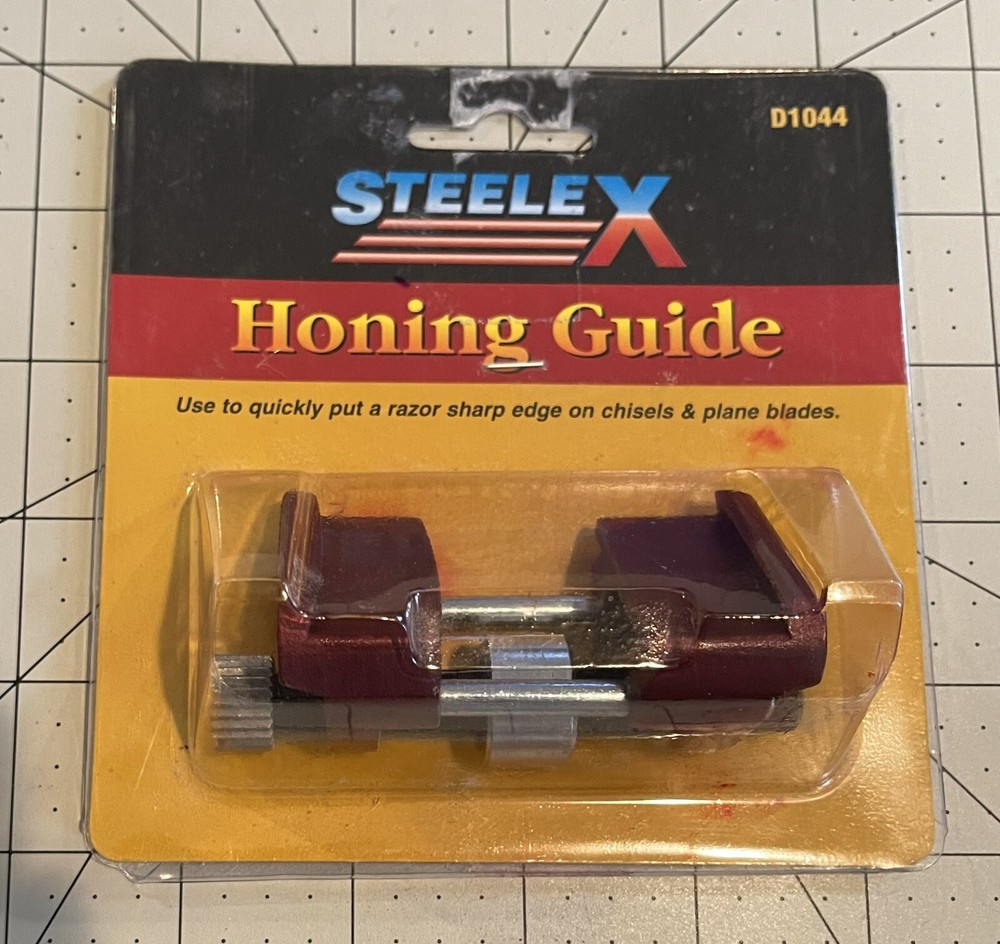 D1044
STEELEX
Honing Guide
Use to quickly put a razor sharp edge on chisels & plane blades.